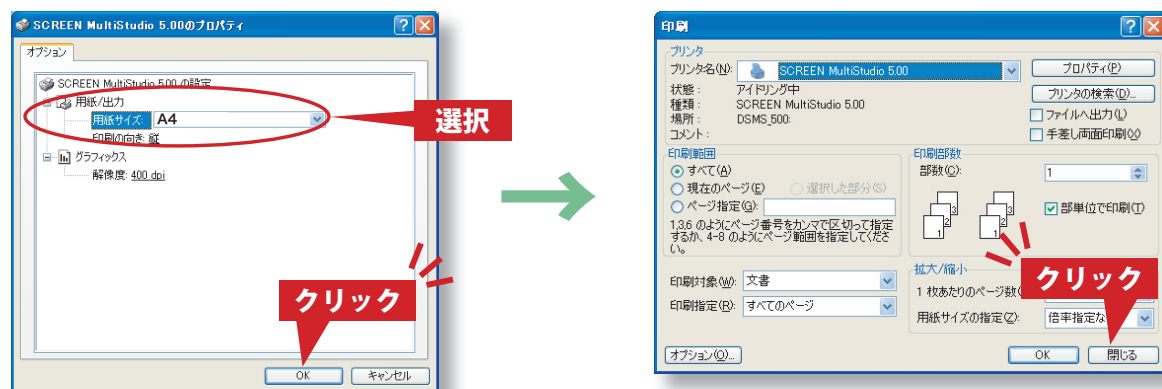 SCREEN MultiStudio 5.00のプロパティ
オプション
SCREEN MultiStudio 5.00 の設定
用紙/出力
用紙サイズ: A4
印刷の向き: 縦
グラフィックス
解像度: 400 dpi
選択
クリック
OK
キャンセル
印刷
プリンタ
プリンタ名(N):
SCREEN MultiStudio 5.00
プロパティ(P)
状態: アイドリング中
プリンタの検索(D)...
種類: SCREEN MultiStudio 5.00
場所: DSMS_500:
ファイルへ出力(L)
コメント:
手差し両面印刷(X)
印刷範囲
すべて(A)
現在のページ(E)
選択した部分(S)
ページ指定(G):
1,3,6 のようにページ番号をカンマで区切って指定
するか、4-8 のようにページ範囲を指定してくださ
い。
印刷部数
部数(C):
1
3
2
1
3
2
1
部単位で印刷(T)
印刷対象(W): 文書
印刷指定(R): すべてのページ
拡大/縮小
1 枚あたりのページ数(
用紙サイズの指定(Z):
倍率指定な
クリック
オプション(O)...
OK
閉じる